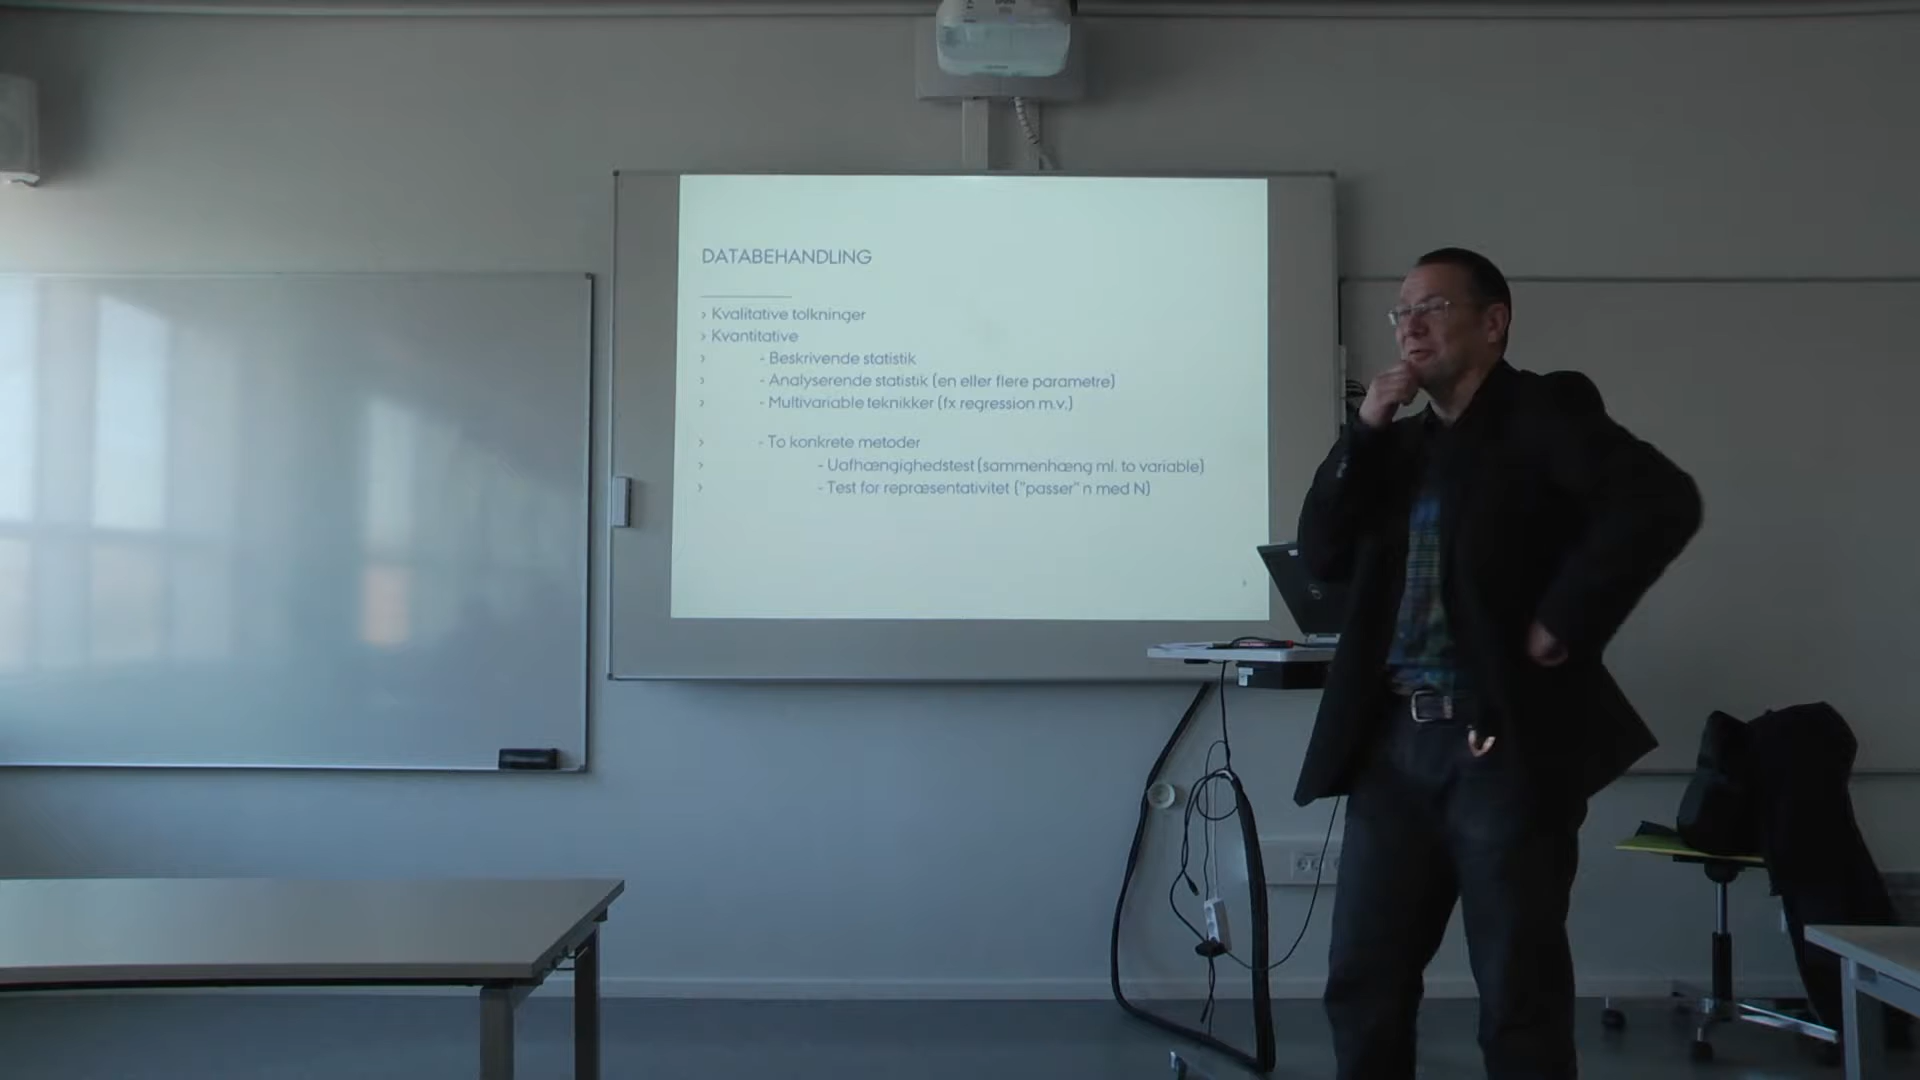 DATABEHANDLING
› Kvalitative tolkninger
› Kvantitative
› - Beskrivende statistik
› - Analyserende statistik (en eller flere parametre)
› - Multivariable teknikker (fx regression m.v.)
› - To konkrete metoder
› - Uafhængighedstest (sammenhæng ml. to variable)
› - Test for repræsentativitet ("passer" n med N)